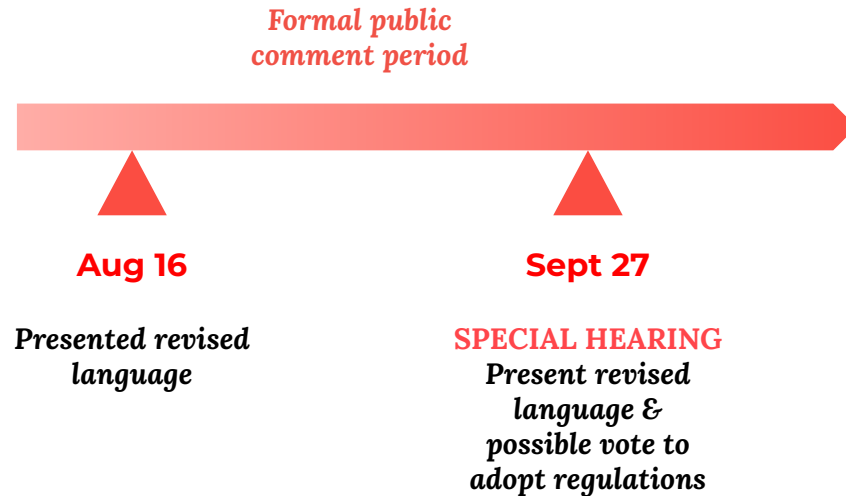 Formal public
comment period
Aug 16
Presented revised
language
Sept 27
SPECIAL HEARING
Present revised
language &
possible vote to
adopt regulations